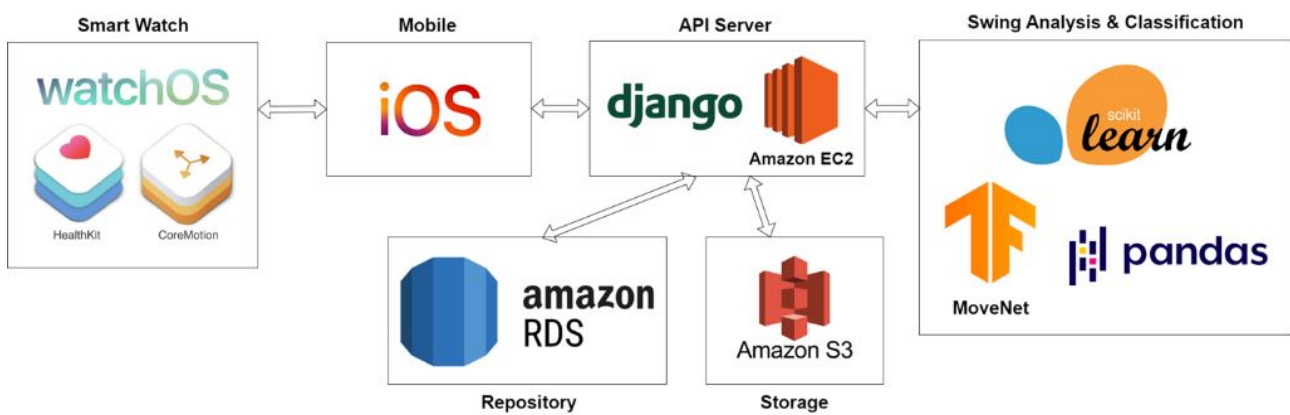 Smart Watch
watchOS
HealthKit
CoreMotion
Mobile
iOS
API Server
django
Amazon EC2
Swing Analysis & Classification
scikit
learn
MoveNet
pandas
amazon
RDS
Repository
Amazon S3
Storage